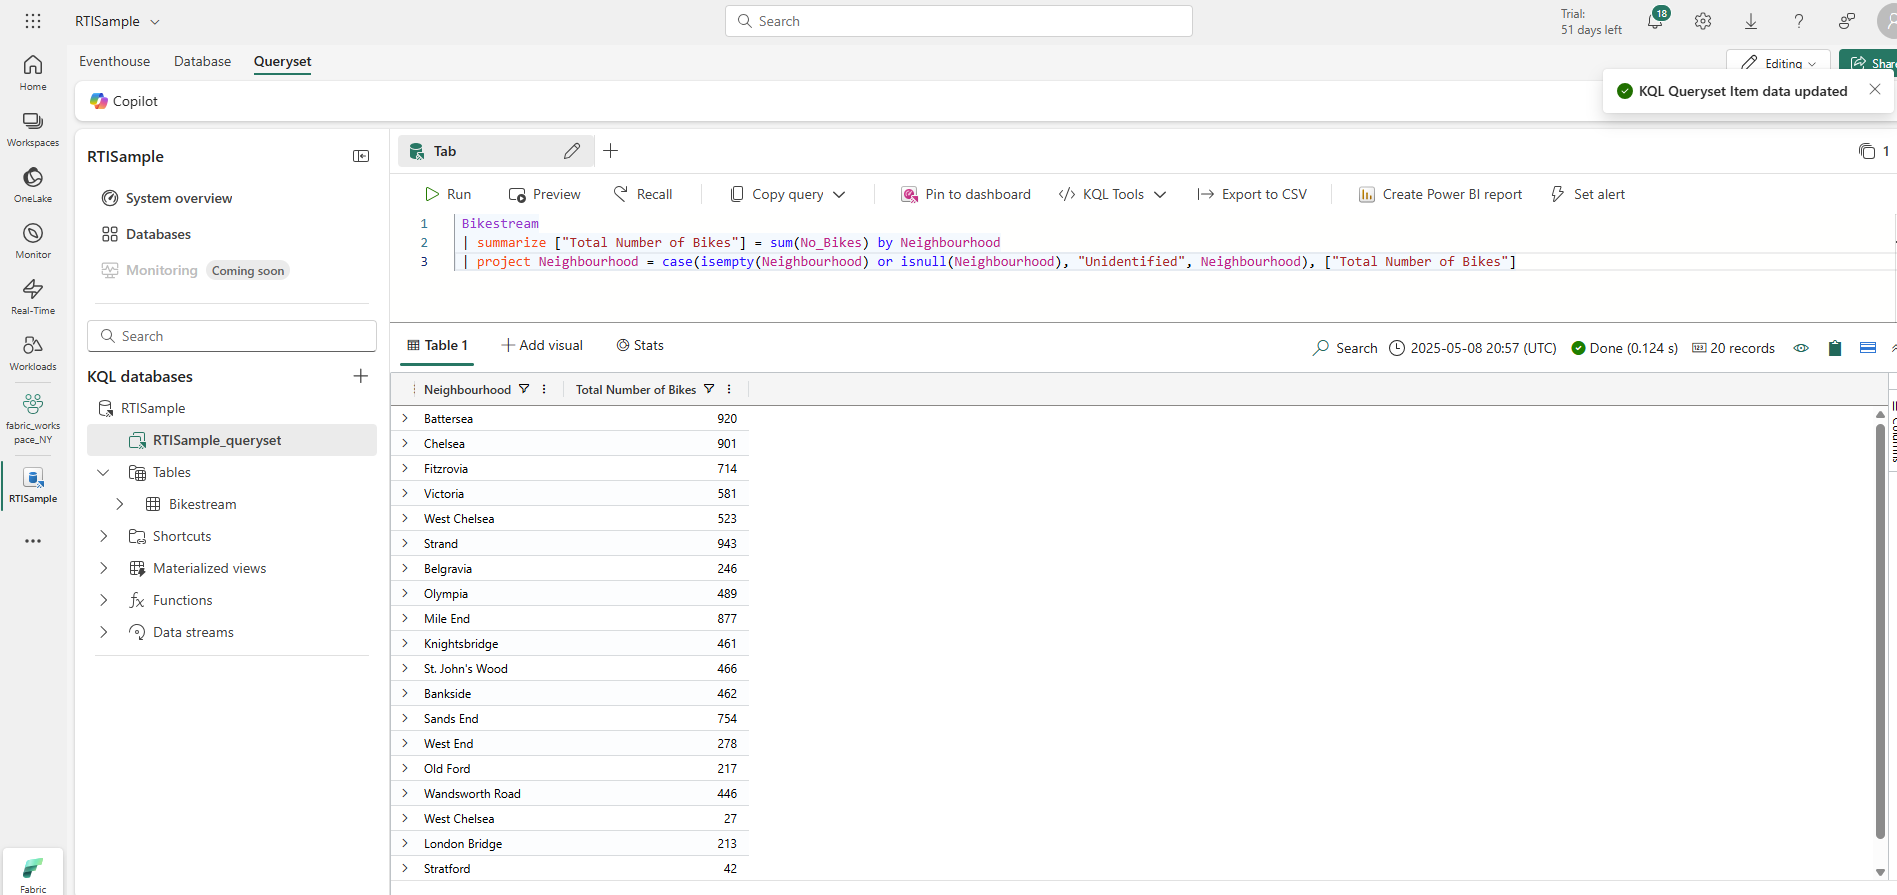 RTISample
Search
Trial:
51 days left
18
Home
Workspaces
OneLake
Monitor
Real-Time
Workloads
fabric_works
pace_NY
RTISample
Fabric
Eventhouse
Database
Queryset
Editing
Share
Copilot
KQL Queryset Item data updated
RTISample
System overview
Databases
Monitoring
Coming soon
Search
KQL databases
RTISample
RTISample_queryset
Tables
Bikestream
Shortcuts
Materialized views
Functions
Data streams
Tab
1
Run
Preview
Recall
Copy query
Pin to dashboard
KQL Tools
Export to CSV
Create Power BI report
Set alert
1 Bikestream
2 | summarize ["Total Number of Bikes"] = sum(No_Bikes) by Neighbourhood
3 | project Neighbourhood = case(isempty(Neighbourhood) or isnull(Neighbourhood), "Unidentified", Neighbourhood), ["Total Number of Bikes"]
Table 1
Add visual
Stats
Search
2025-05-08 20:57 (UTC)
Done (0.124 s)
123 20 records
Columns
Neighbourhood Total Number of Bikes
Battersea 920
Chelsea 901
Fitzrovia 714
Victoria 581
West Chelsea 523
Strand 943
Belgravia 246
Olympia 489
Mile End 877
Knightsbridge 461
St. John's Wood 466
Bankside 462
Sands End 754
West End 278
Old Ford 217
Wandsworth Road 446
West Chelsea 27
London Bridge 213
Stratford 42